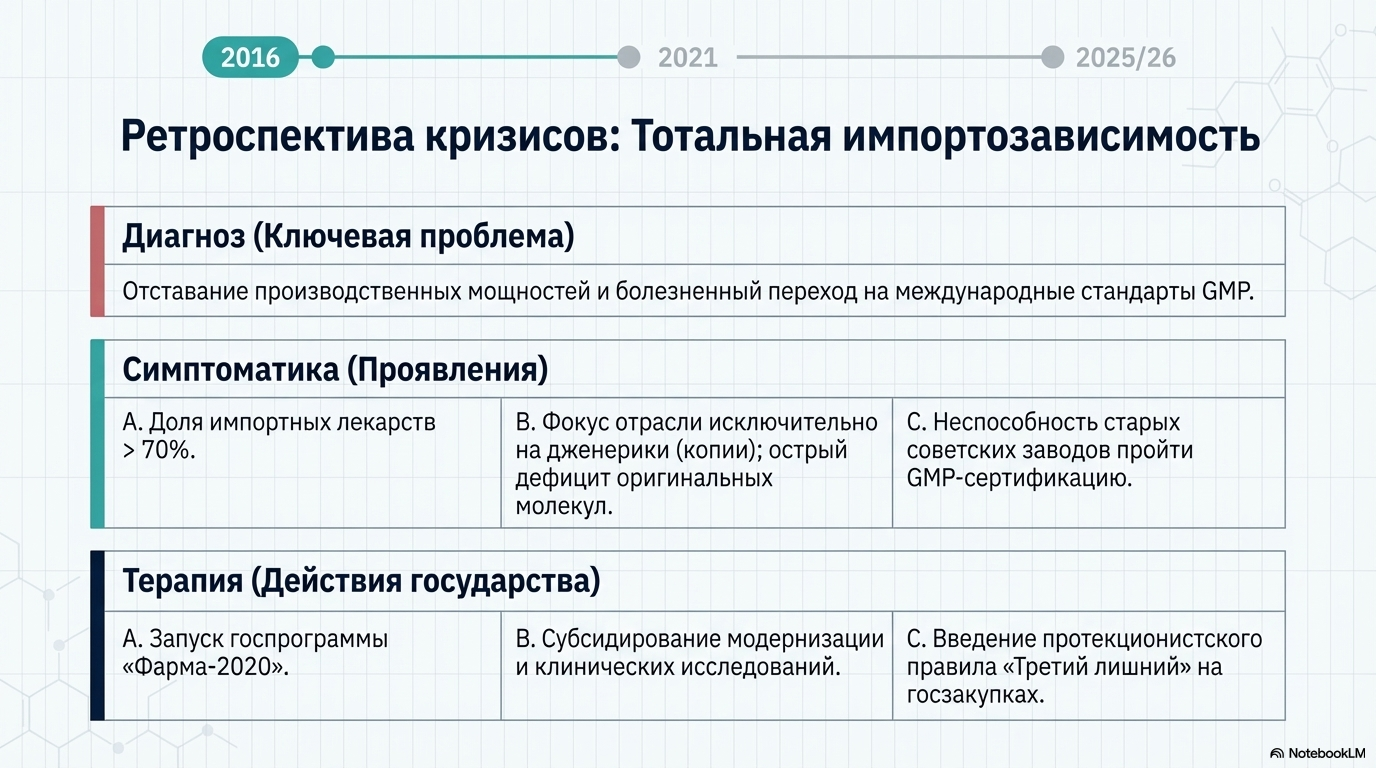 2016
2021
2025/26
Ретроспектива кризисов: Тотальная импортозависимость
Диагноз (Ключевая проблема)
Отставание производственных мощностей и болезненный переход на международные стандарты GMP.
Симптоматика (Проявления)
A. Доля импортных лекарств
> 70%.
B. Фокус отрасли исключительно
на дженерики (копии); острый
дефицит оригинальных
молекул.
C. Неспособность старых
советских заводов пройти
GMP-сертификацию.
Терапия (Действия государства)
A. Запуск госпрограммы
«Фарма-2020».
B. Субсидирование модернизации
и клинических исследований.
C. Введение протекционистского
правила «Третий лишний» на
госзакупках.
NotebookLM